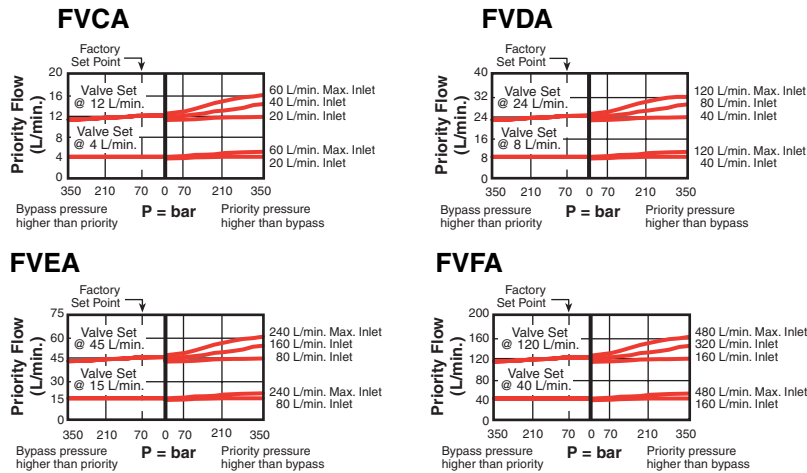 FVCA
Factory
Set Point
Priority Flow
(L/min.)
20
16
12
8
4
0
Valve Set
@ 12 L/min.
Valve Set
@ 4 L/min.
60 L/min. Max. Inlet
40 L/min. Inlet
20 L/min. Inlet
60 L/min. Max. Inlet
20 L/min. Inlet
350 210 70 0 70 210 350
Bypass pressure
higher than priority
P = bar
Priority pressure
higher than bypass
FVDA
Factory
Set Point
Priority Flow
(L/min.)
40
32
24
16
8
0
Valve Set
@ 24 L/min.
Valve Set
@ 8 L/min.
120 L/min. Max. Inlet
80 L/min. Inlet
40 L/min. Inlet
120 L/min. Max. Inlet
40 L/min. Inlet
350 210 70 0 70 210 350
Bypass pressure
higher than priority
P = bar
Priority pressure
higher than bypass
FVEA
Factory
Set Point
Priority Flow
(L/min.)
75
60
45
30
15
0
Valve Set
@ 45 L/min.
Valve Set
@ 15 L/min.
240 L/min. Max. Inlet
160 L/min. Inlet
80 L/min. Inlet
240 L/min. Max. Inlet
80 L/min. Inlet
350 210 70 0 70 210 350
Bypass pressure
higher than priority
P = bar
Priority pressure
higher than bypass
FVFA
Factory
Set Point
Priority Flow
(L/min.)
200
160
120
80
40
0
Valve Set
@ 120 L/min.
Valve Set
@ 40 L/min.
480 L/min. Max. Inlet
320 L/min. Inlet
160 L/min. Inlet
480 L/min. Max. Inlet
160 L/min. Inlet
350 210 70 0 70 210 350
Bypass pressure
higher than priority
P = bar
Priority pressure
higher than bypass